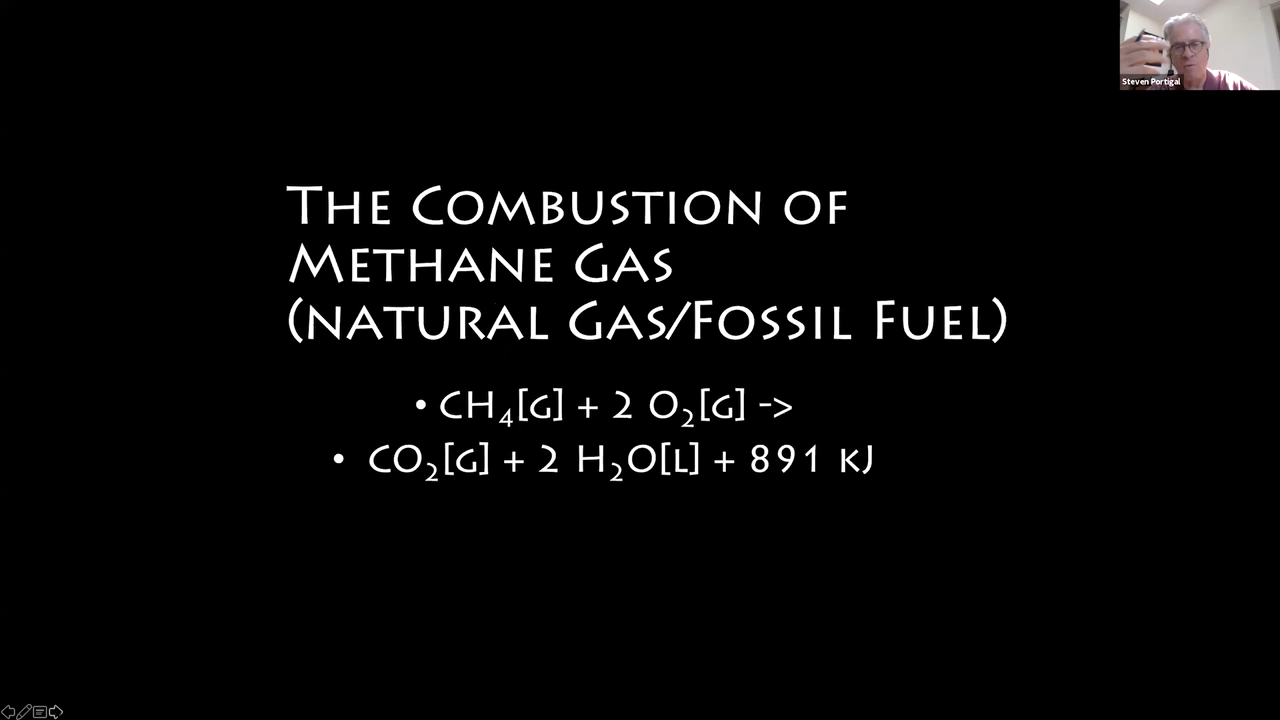 Steven Portigal
The Combustion of
Methane Gas
(natural Gas/Fossil Fuel)
• CH₄[g] + 2 O₂[g] ->
• CO₂[g] + 2 H₂O[l] + 891 kJ